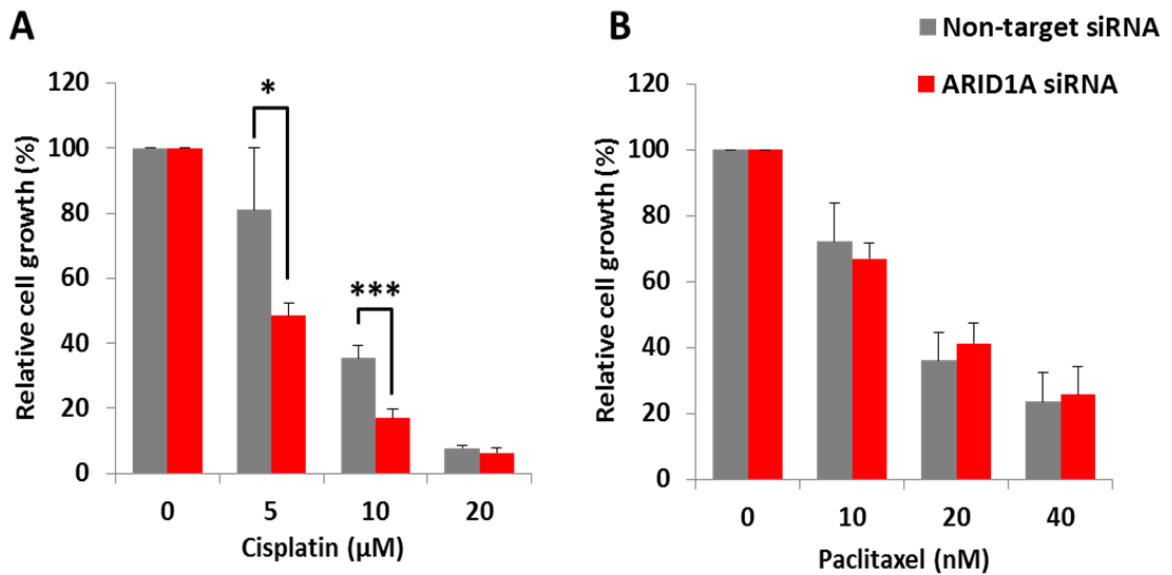 A
Relative cell growth (%)
120
100
80
60
40
20
0
*
***
0 5 10 20
Cisplatin (µM)
B
Non-target siRNA
ARID1A siRNA
Relative cell growth (%)
120
100
80
60
40
20
0
0 10 20 40
Paclitaxel (nM)